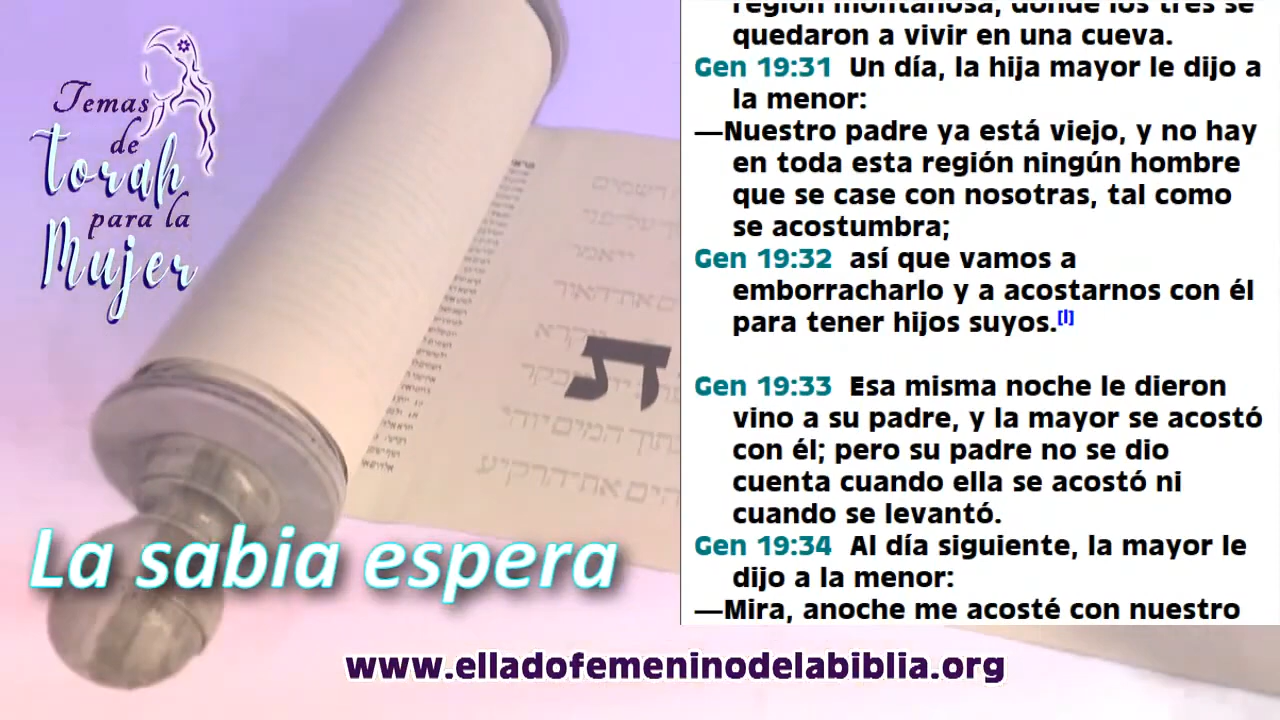 Temas
de
Torah
para la
Mujer
La sabia espera
región montañosa, donde los tres se
quedaron a vivir en una cueva.
Gen 19:31 Un día, la hija mayor le dijo a
la menor:
—Nuestro padre ya está viejo, y no hay
en toda esta región ningún hombre
que se case con nosotras, tal como
se acostumbra;
Gen 19:32 así que vamos a
emborracharlo y a acostarnos con él
para tener hijos suyos.[l]
Gen 19:33 Esa misma noche le dieron
vino a su padre, y la mayor se acostó
con él; pero su padre no se dio
cuenta cuando ella se acostó ni
cuando se levantó.
Gen 19:34 Al día siguiente, la mayor le
dijo a la menor:
—Mira, anoche me acosté con nuestro
www.elladofemeninodelabiblia.org